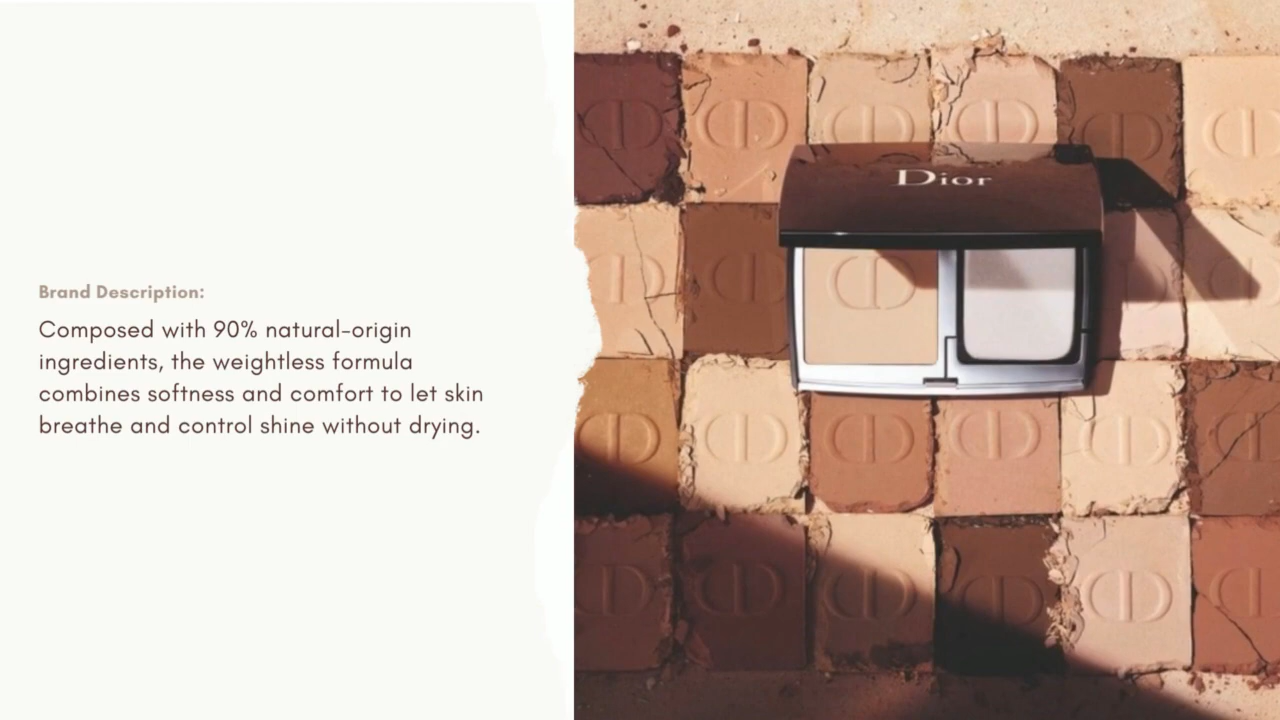 Brand Description:
Composed with 90% natural-origin
ingredients, the weightless formula
combines softness and comfort to let skin
breathe and control shine without drying.
Dior